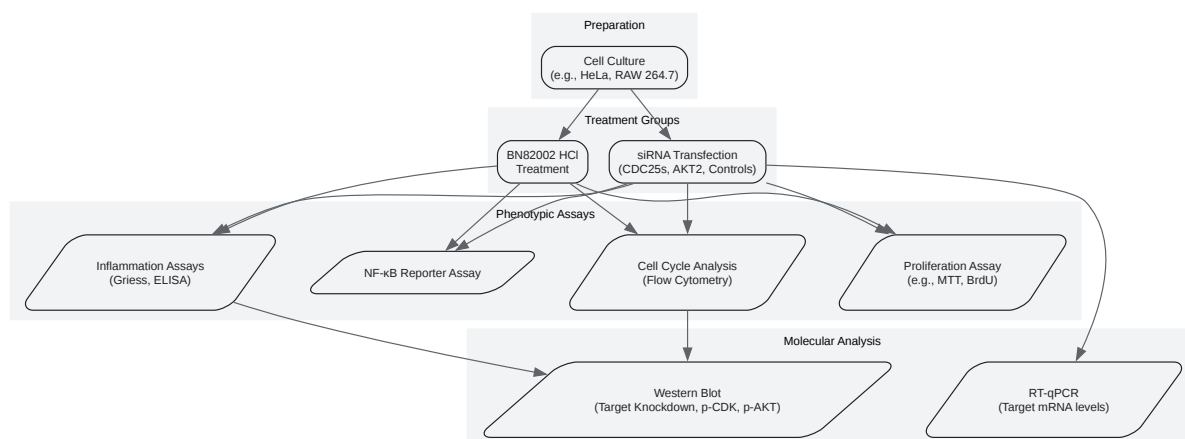 Preparation
Cell Culture
(e.g., HeLa, RAW 264.7)
Treatment Groups
BN82002 HCl
Treatment
siRNA Transfection
(CDC25s, AKT2, Controls)
Phenotypic Assays
Inflammation Assays
(Griess, ELISA)
NF-κB Reporter Assay
Cell Cycle Analysis
(Flow Cytometry)
Proliferation Assay
(e.g., MTT, BrdU)
Molecular Analysis
Western Blot
(Target Knockdown, p-CDK, p-AKT)
RT-qPCR
(Target mRNA levels)